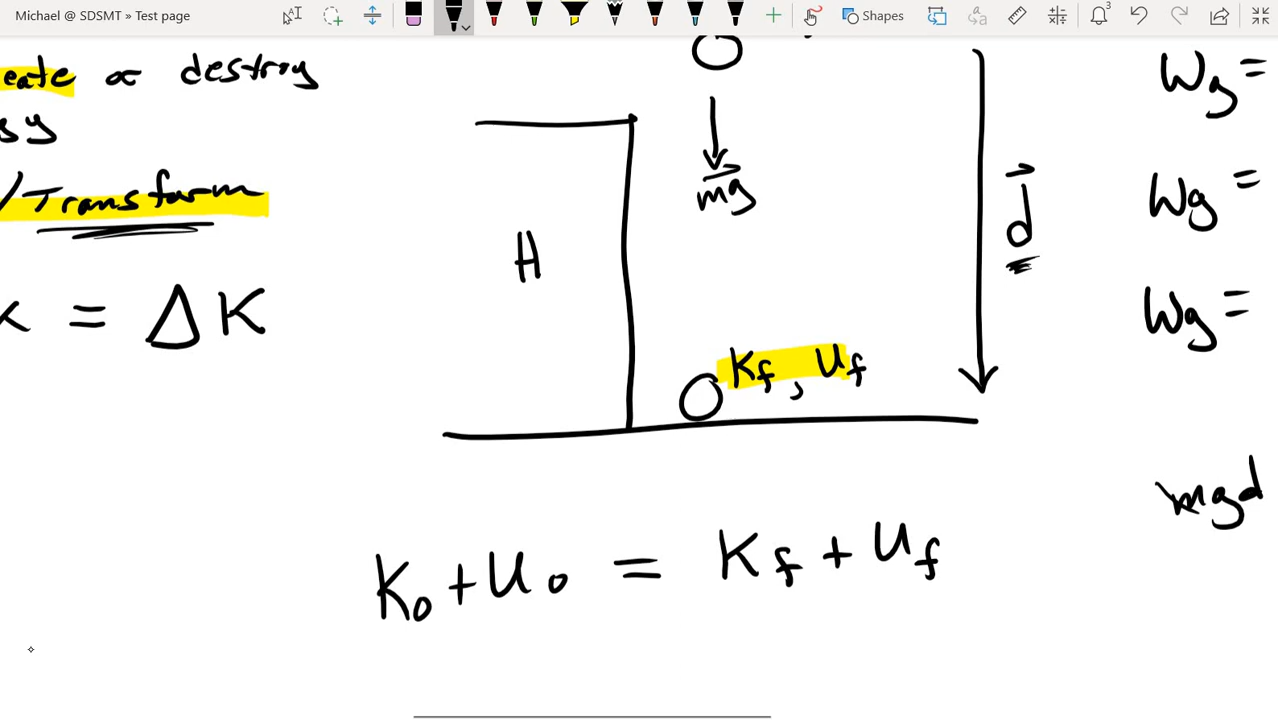 Michael @ SDSMT » Test page
Shapes
3
eate or destroy
gy
/Transform
= ΔK
H
mg
d
Wg =
Wg =
Wg =
Kf, Uf
mgd
K₀ + U₀ = Kf + Uf